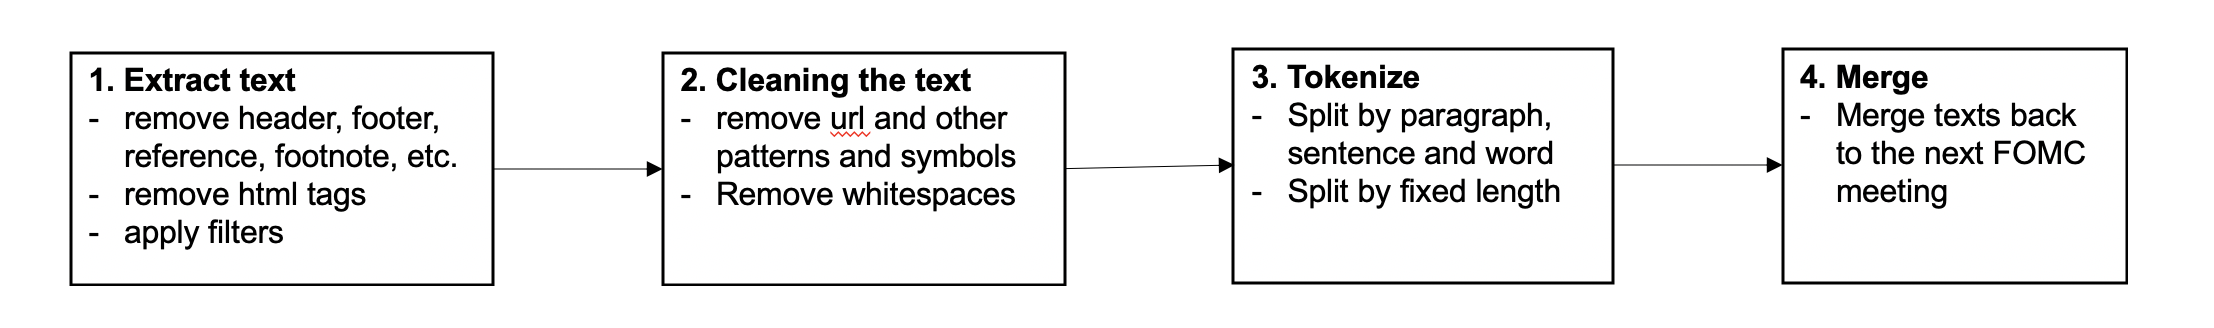 1. Extract text
- remove header, footer,
reference, footnote, etc.
- remove html tags
- apply filters
2. Cleaning the text
- remove url and other
patterns and symbols
- Remove whitespaces
3. Tokenize
- Split by paragraph,
sentence and word
- Split by fixed length
4. Merge
- Merge texts back
to the next FOMC
meeting